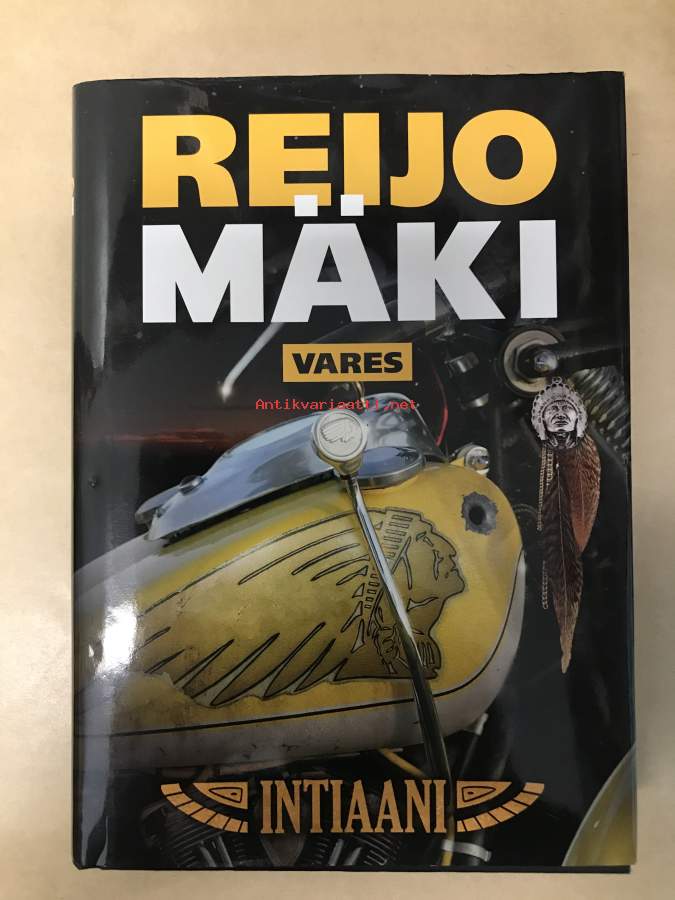 REIJO
MÄKI
VARES
Antikvariaatti.net
INTIAANI